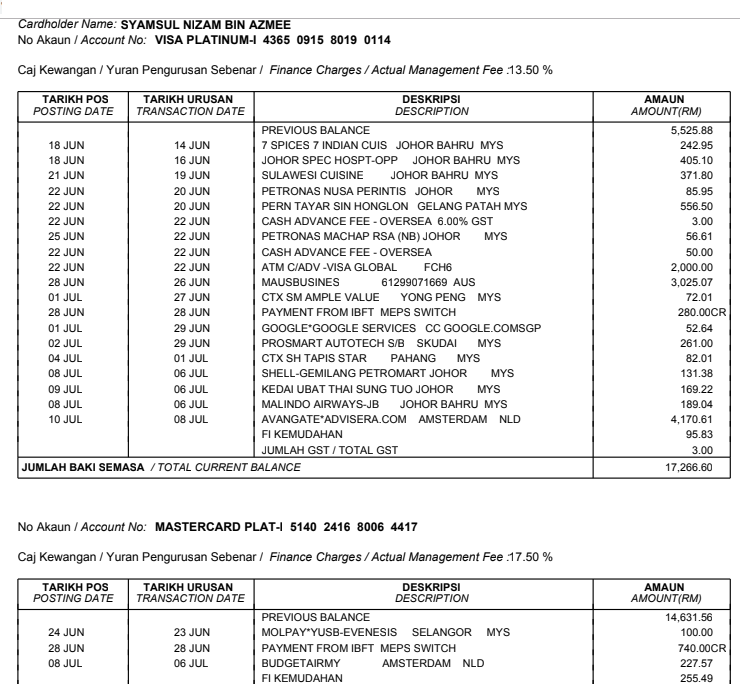 Cardholder Name: SYAMSUL NIZAM BIN AZMEE
No Akaun / Account No: VISA PLATINUM-I 4365 0915 8019 0114
Caj Kewangan / Yuran Pengurusan Sebenar / Finance Charges / Actual Management Fee :13.50 %
TARIKH POS TARIKH URUSAN DESKRIPSI AMAUN
POSTING DATE TRANSACTION DATE DESCRIPTION AMOUNT(RM)
PREVIOUS BALANCE 5,525.88
18 JUN 14 JUN 7 SPICES 7 INDIAN CUIS JOHOR BAHRU MYS 242.95
18 JUN 16 JUN JOHOR SPEC HOSPT-OPP JOHOR BAHRU MYS 405.10
21 JUN 19 JUN SULAWESI CUISINE JOHOR BAHRU MYS 371.80
22 JUN 20 JUN PETRONAS NUSA PERINTIS JOHOR MYS 85.95
22 JUN 20 JUN PERN TAYAR SIN HONGLON GELANG PATAH MYS 556.50
22 JUN 22 JUN CASH ADVANCE FEE - OVERSEA 6.00% GST 3.00
25 JUN 22 JUN PETRONAS MACHAP RSA (NB) JOHOR MYS 56.61
22 JUN 22 JUN CASH ADVANCE FEE - OVERSEA 50.00
22 JUN 22 JUN ATM C/ADV -VISA GLOBAL FCH6 2,000.00
28 JUN 26 JUN MAUSBUSINES 61299071669 AUS 3,025.07
01 JUL 27 JUN CTX SM AMPLE VALUE YONG PENG MYS 72.01
28 JUN 28 JUN PAYMENT FROM IBFT MEPS SWITCH 280.00CR
01 JUL 29 JUN GOOGLE*GOOGLE SERVICES CC GOOGLE.COMSGP 52.64
02 JUL 29 JUN PROSMART AUTOTECH S/B SKUDAI MYS 261.00
04 JUL 01 JUL CTX SH TAPIS STAR PAHANG MYS 82.01
08 JUL 06 JUL SHELL-GEMILANG PETROMART JOHOR MYS 131.38
09 JUL 06 JUL KEDAI UBAT THAI SUNG TUO JOHOR MYS 169.22
08 JUL 06 JUL MALINDO AIRWAYS-JB JOHOR BAHRU MYS 189.04
10 JUL 08 JUL AVANGATE*ADVISERA.COM AMSTERDAM NLD 4,170.61
FI KEMUDAHAN 95.83
JUMLAH GST / TOTAL GST 3.00
JUMLAH BAKI SEMASA / TOTAL CURRENT BALANCE 17,266.60
No Akaun / Account No: MASTERCARD PLAT-I 5140 2416 8006 4417
Caj Kewangan / Yuran Pengurusan Sebenar / Finance Charges / Actual Management Fee :17.50 %
TARIKH POS TARIKH URUSAN DESKRIPSI AMAUN
POSTING DATE TRANSACTION DATE DESCRIPTION AMOUNT(RM)
PREVIOUS BALANCE 14,631.56
24 JUN 23 JUN MOLPAY*YUSB-EVENESIS SELANGOR MYS 100.00
28 JUN 28 JUN PAYMENT FROM IBFT MEPS SWITCH 740.00CR
08 JUL 06 JUL BUDGETAIRMY AMSTERDAM NLD 227.57
FI KEMUDAHAN 255.49